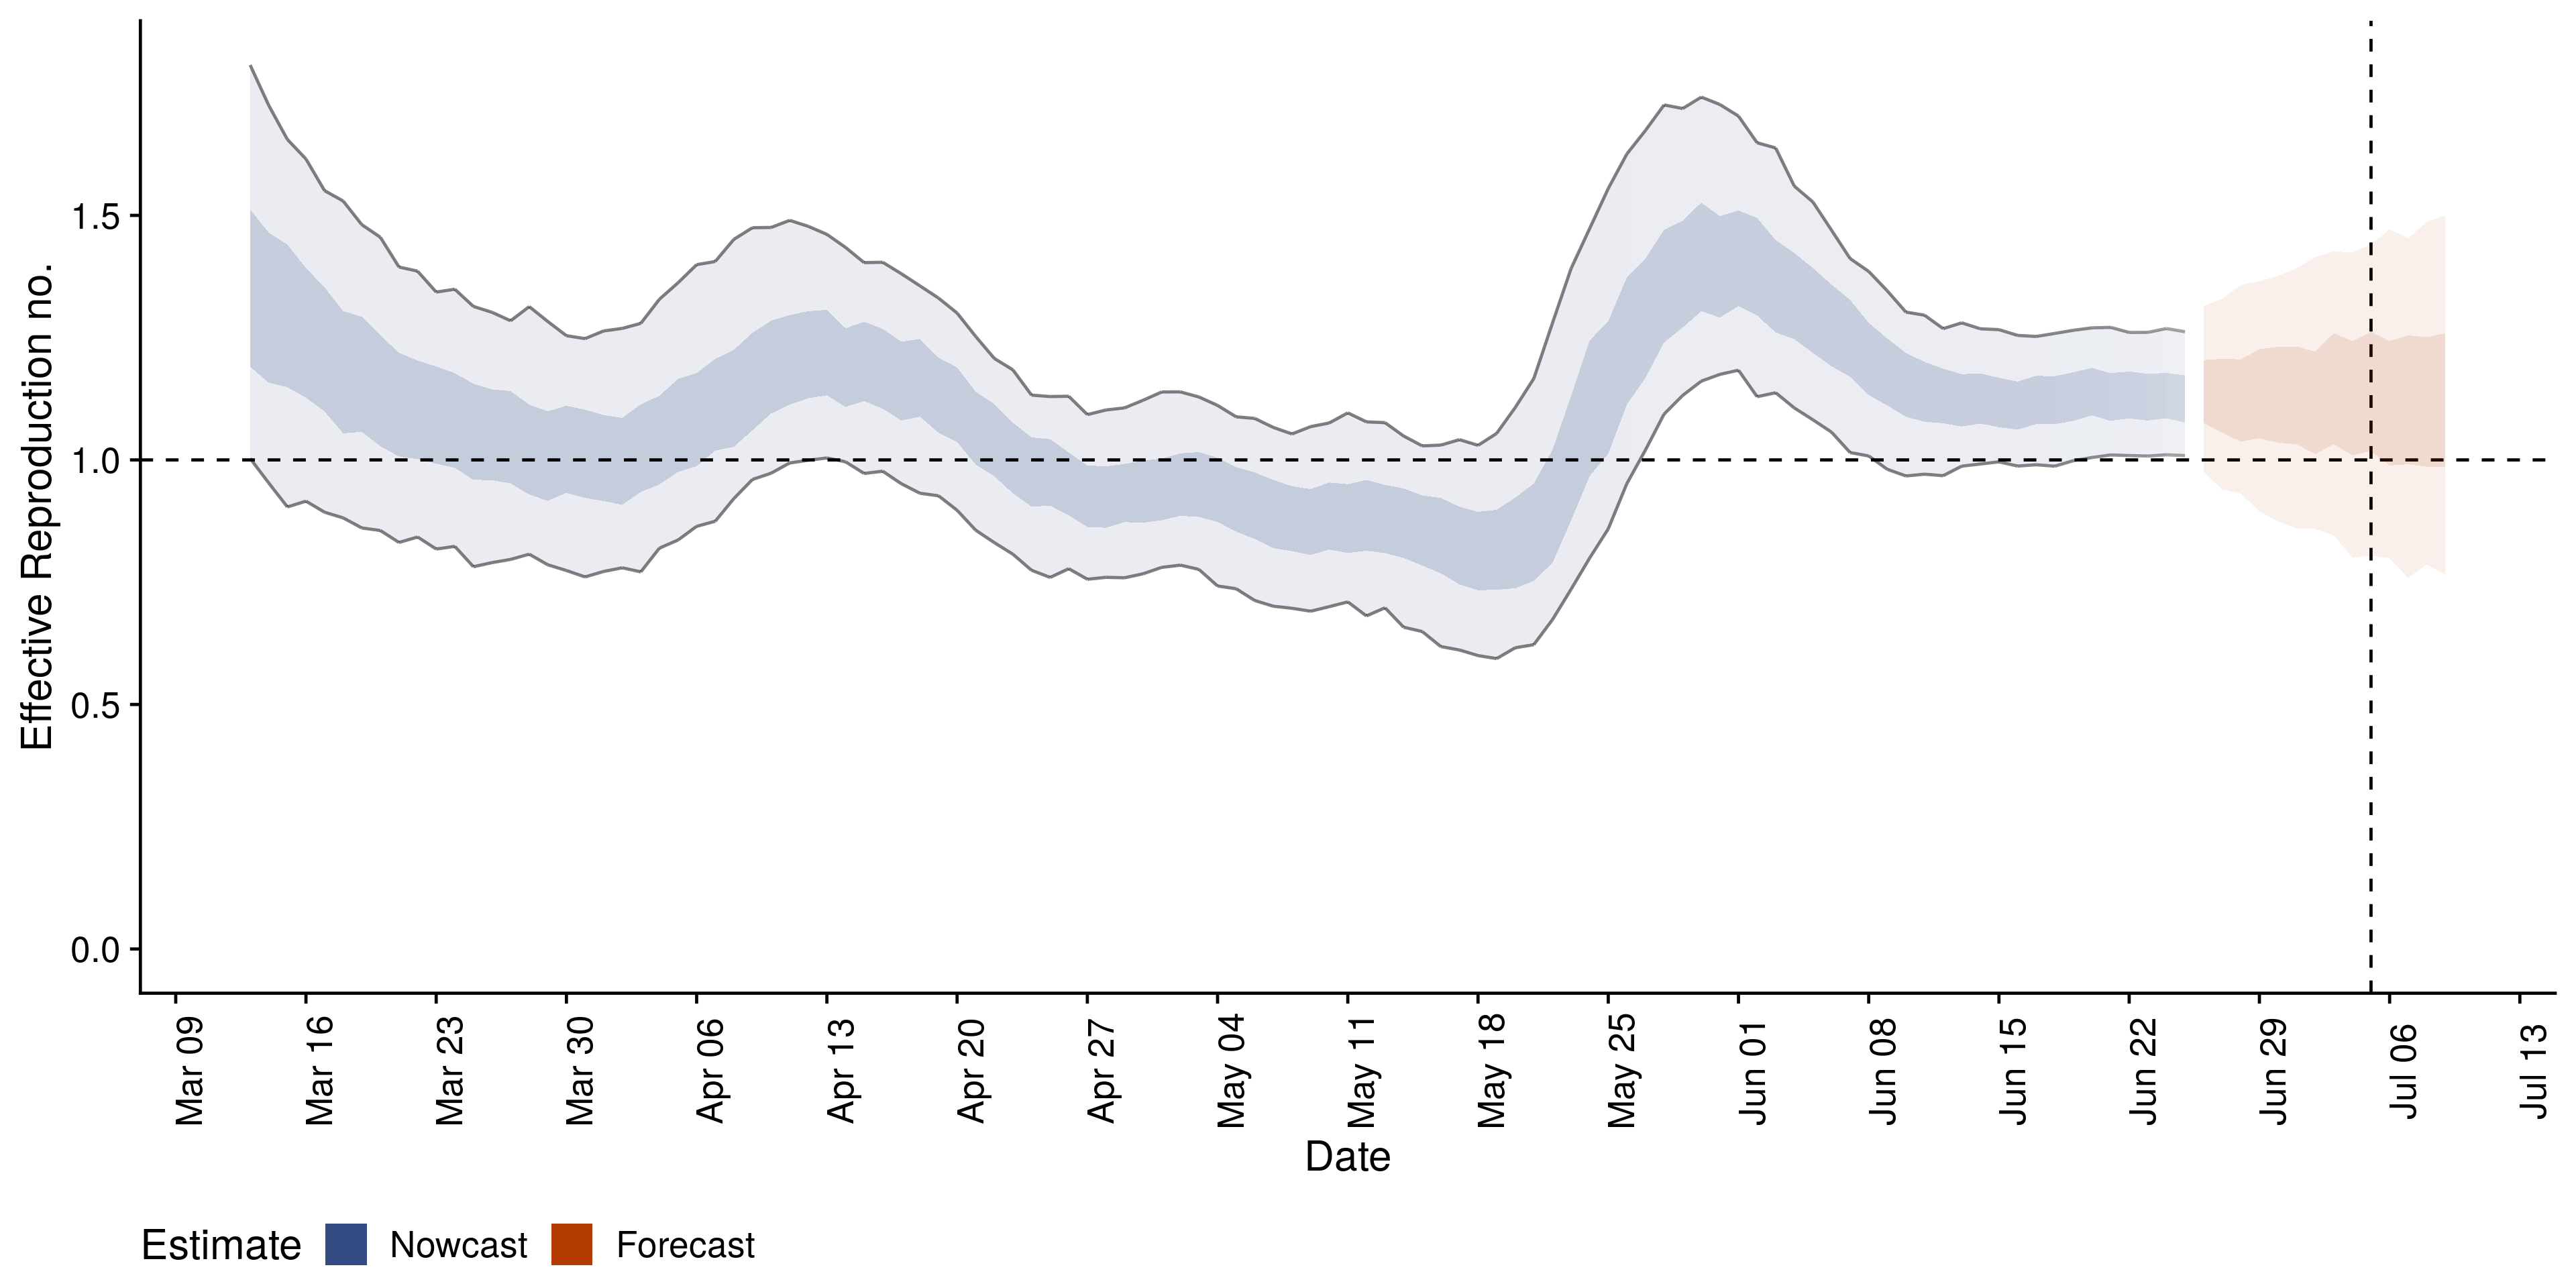 Effective Reproduction no.
1.5
1.0
0.5
0.0
Mar 09
Mar 16
Mar 23
Mar 30
Apr 06
Apr 13
Apr 20
Apr 27
May 04
May 11
May 18
May 25
Jun 01
Jun 08
Jun 15
Jun 22
Jun 29
Jul 06
Jul 13
Date
Estimate Nowcast Forecast